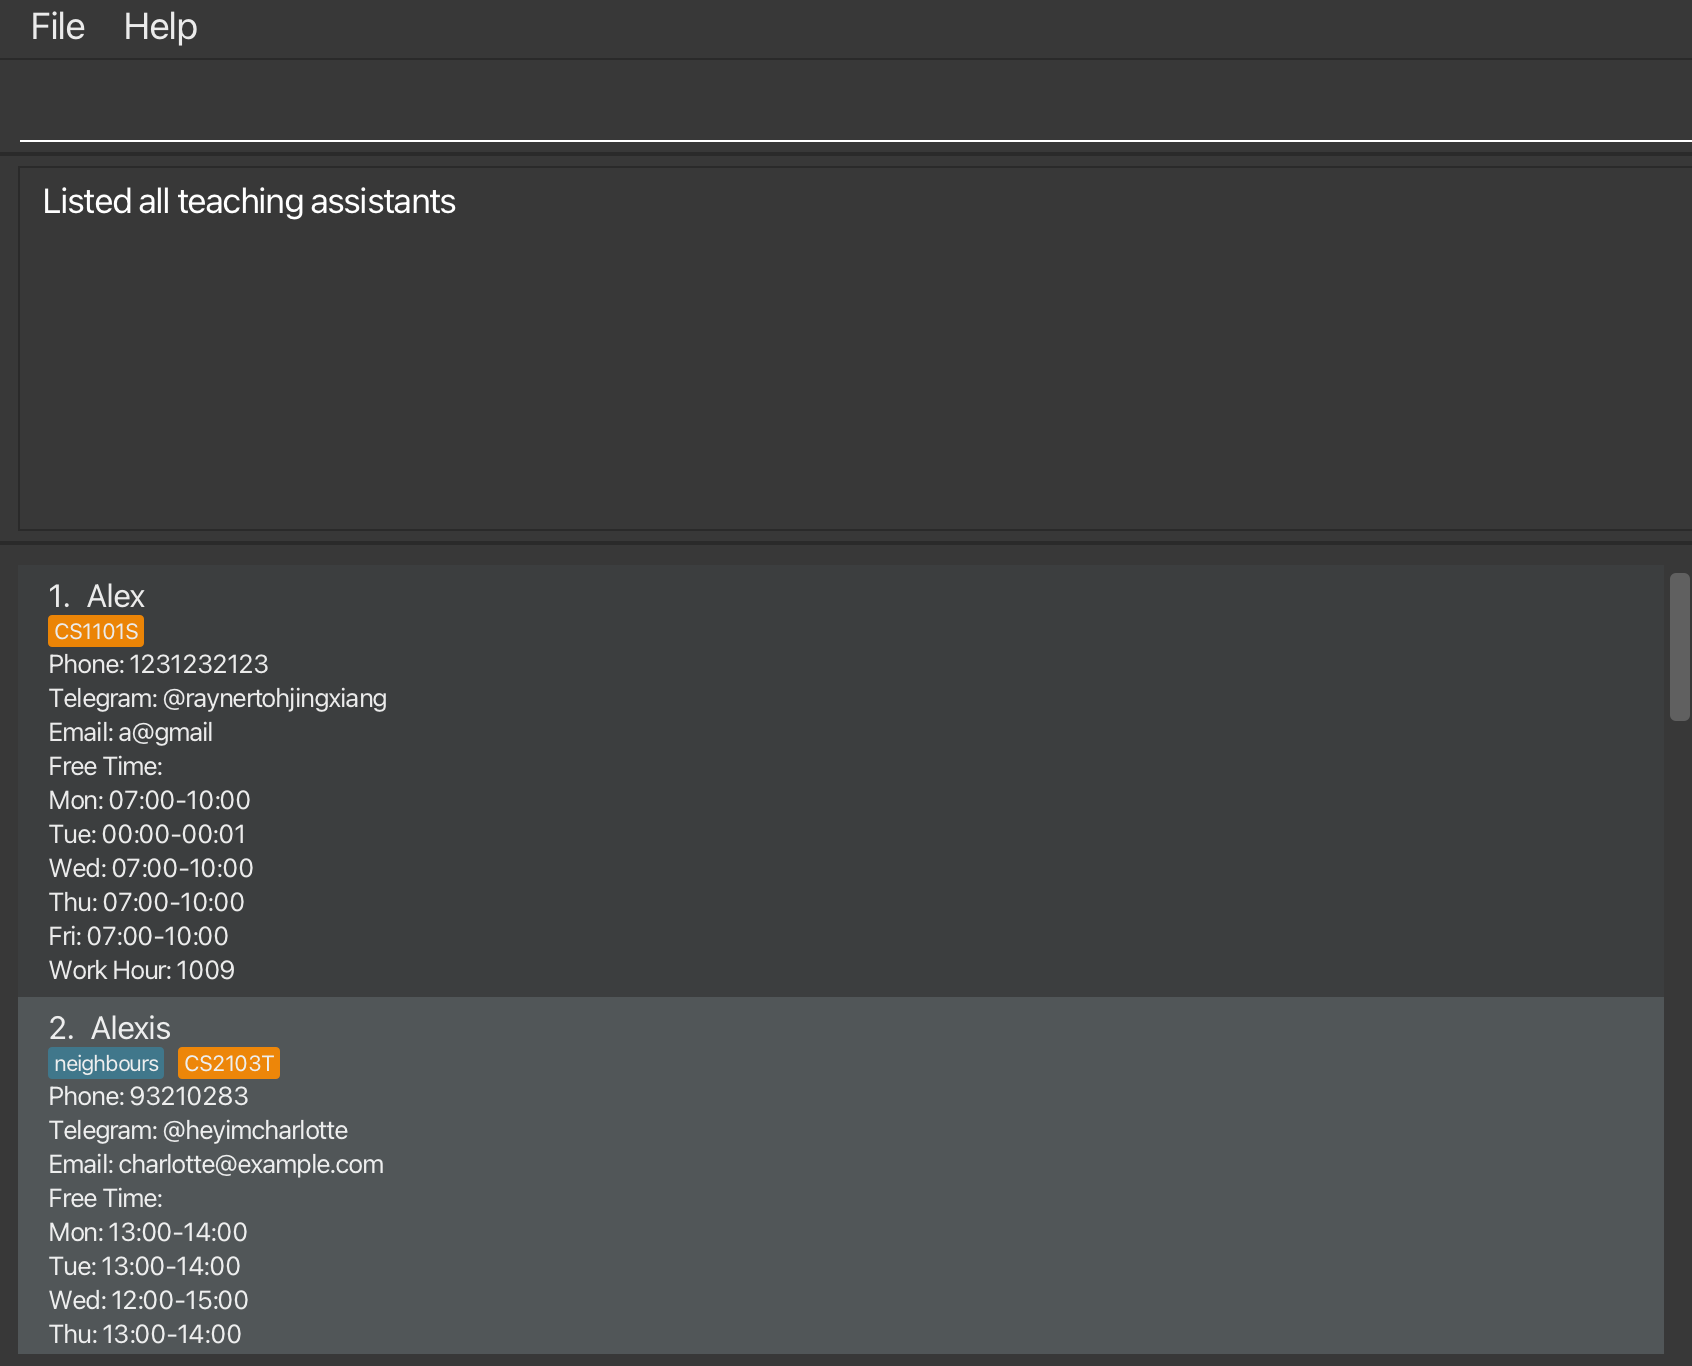 File Help
Listed all teaching assistants
1. Alex
CS1101S
Phone: 1231232123
Telegram: @raynertohjingxiang
Email: a@gmail
Free Time:
Mon: 07:00-10:00
Tue: 00:00-00:01
Wed: 07:00-10:00
Thu: 07:00-10:00
Fri: 07:00-10:00
Work Hour: 1009
2. Alexis
neighbours CS2103T
Phone: 93210283
Telegram: @heyimcharlotte
Email: charlotte@example.com
Free Time:
Mon: 13:00-14:00
Tue: 13:00-14:00
Wed: 12:00-15:00
Thu: 13:00-14:00